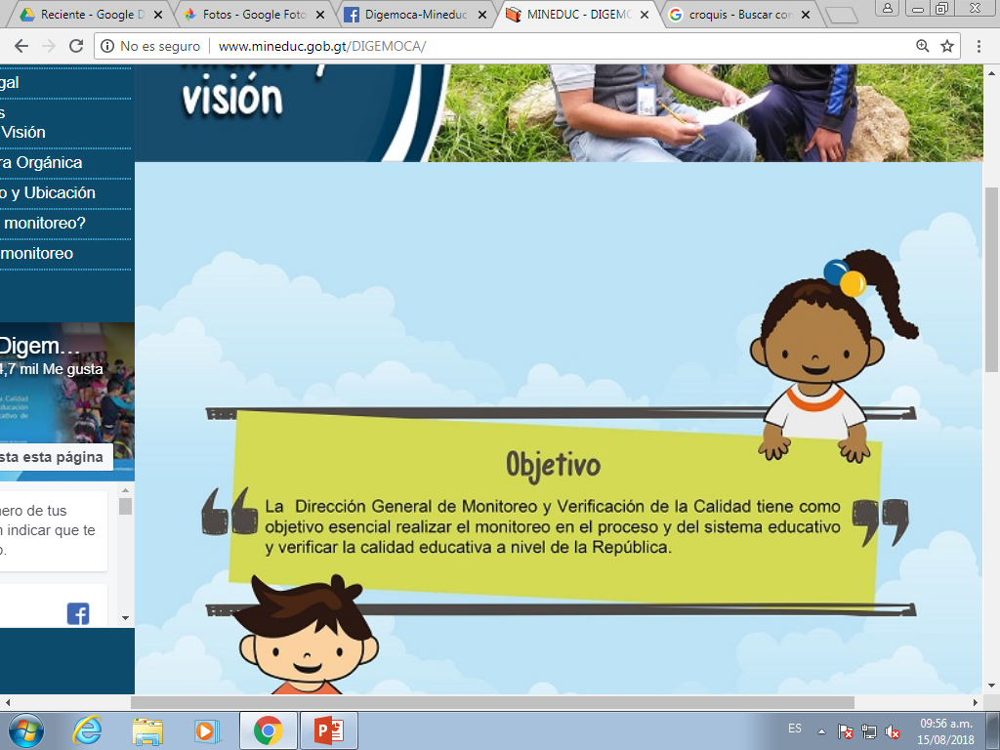 Reciente - Google D
Fotos - Google Foto
Digemoca-Mineduc
MINEDUC - DIGEMC
croquis - Buscar con
No es seguro
www.mineduc.gob.gt/DIGEMOCA/
visión
gal
s
Visión
ra Orgánica
o y Ubicación
monitoreo?
monitoreo
Digem...
4,7 mil Me gusta
sta esta página
nero de tus
n indicar que te
o.
Objetivo
“ La Dirección General de Monitoreo y Verificación de la Calidad tiene como
objetivo esencial realizar el monitoreo en el proceso y del sistema educativo
y verificar la calidad educativa a nivel de la República. ”
ES
09:56 a.m.
15/08/2018